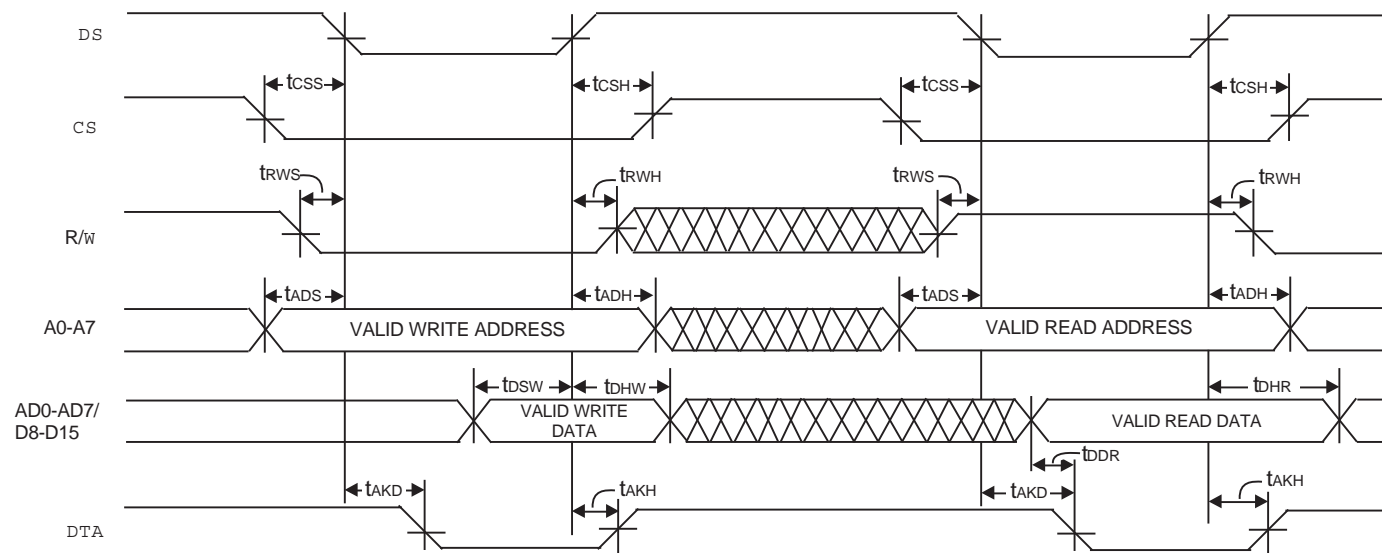 DS
tCSS
tCSH
tCSS
tCSH
CS
tRWS
tRWH
tRWS
tRWH
R/W
tADS
tADH
tADS
tADH
A0-A7
VALID WRITE ADDRESS
VALID READ ADDRESS
tDSW
tDHW
tDHR
AD0-AD7/
D8-D15
VALID WRITE
DATA
VALID READ DATA
tDDR
tAKD
tAKH
tAKD
tAKH
DTA